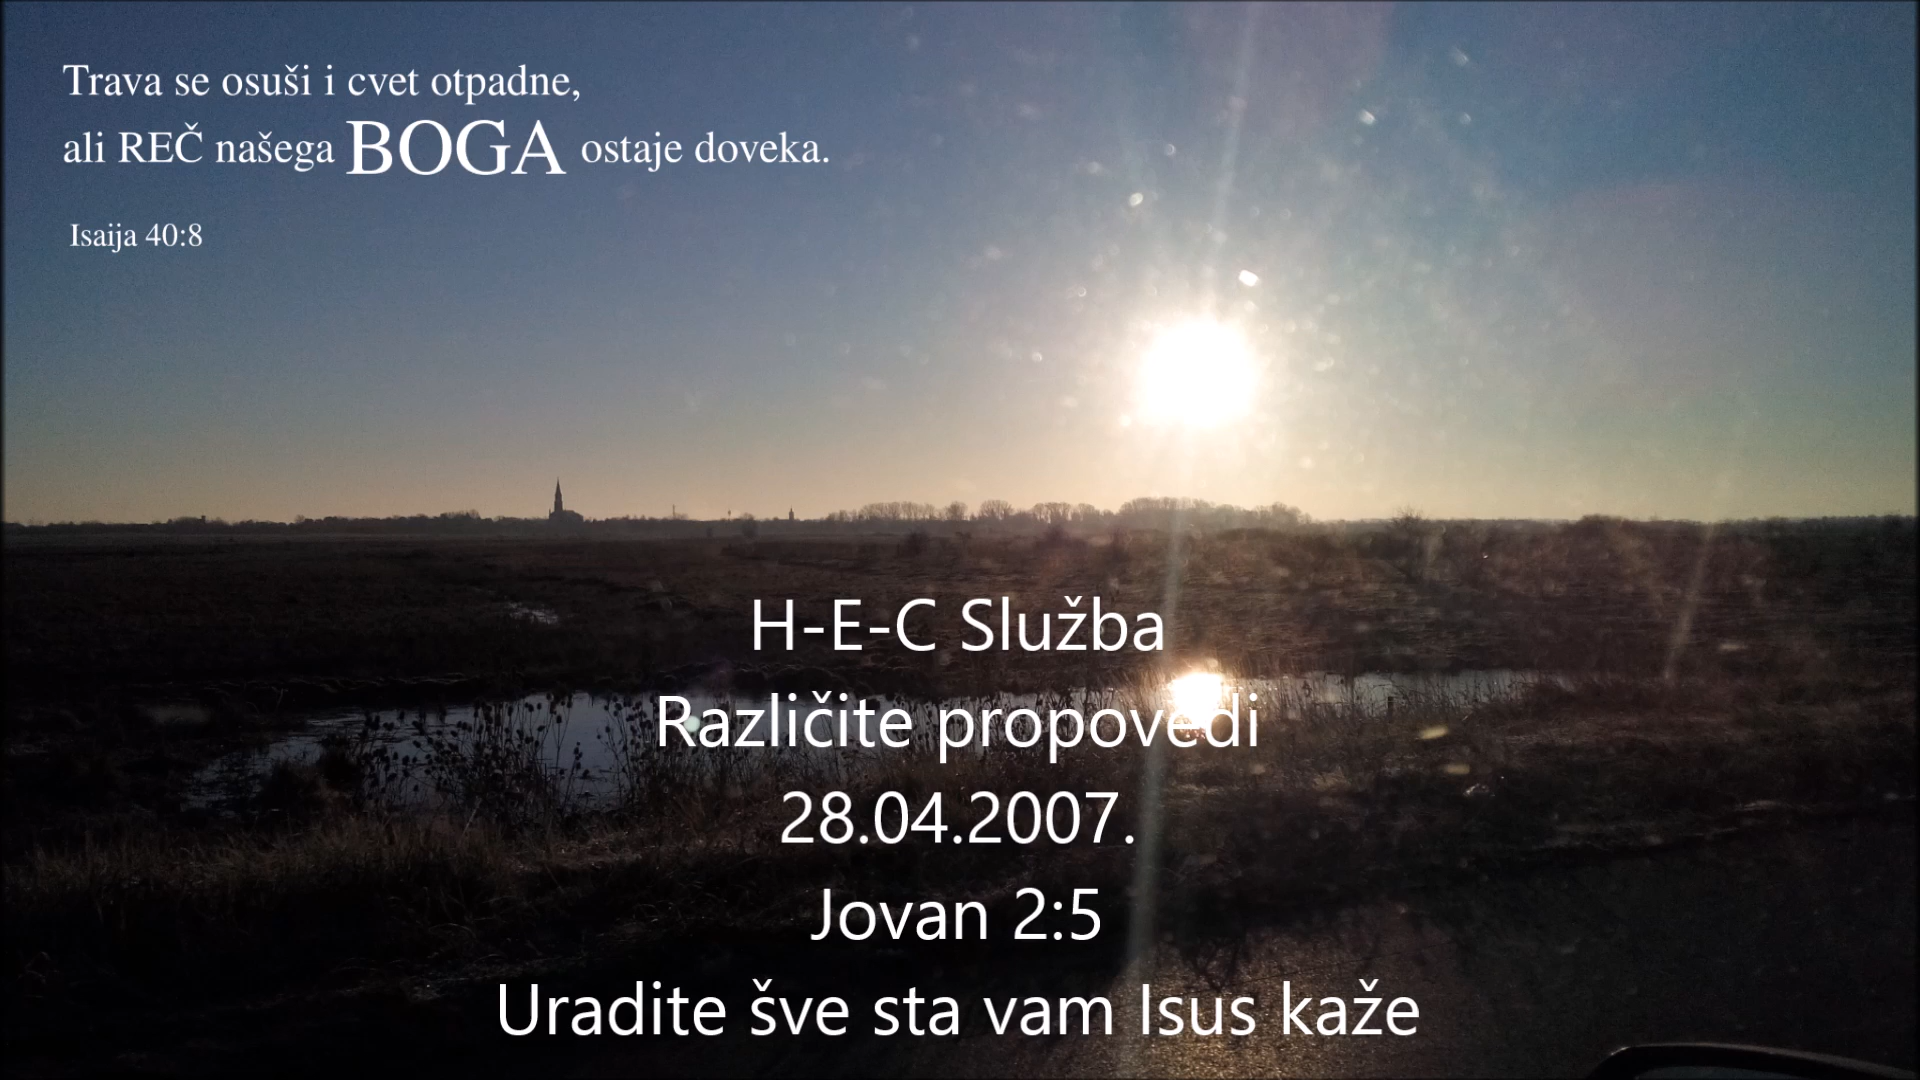 Trava se osuši i cvet otpadne,
ali REČ našega BOGA ostaje doveka.
Isaija 40:8
H-E-C Služba
Različite propovedi
28.04.2007.
Jovan 2:5
Uradite šve sta vam Isus kaže